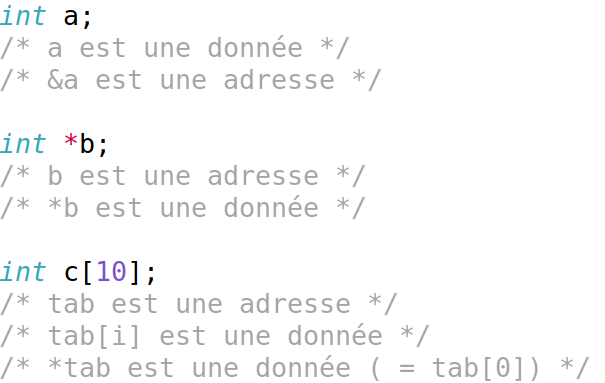 int a;
/* a est une donnée */
/* &a est une adresse */
int *b;
/* b est une adresse */
/* *b est une donnée */
int c[10];
/* tab est une adresse */
/* tab[i] est une donnée */
/* *tab est une donnée ( = tab[0]) */